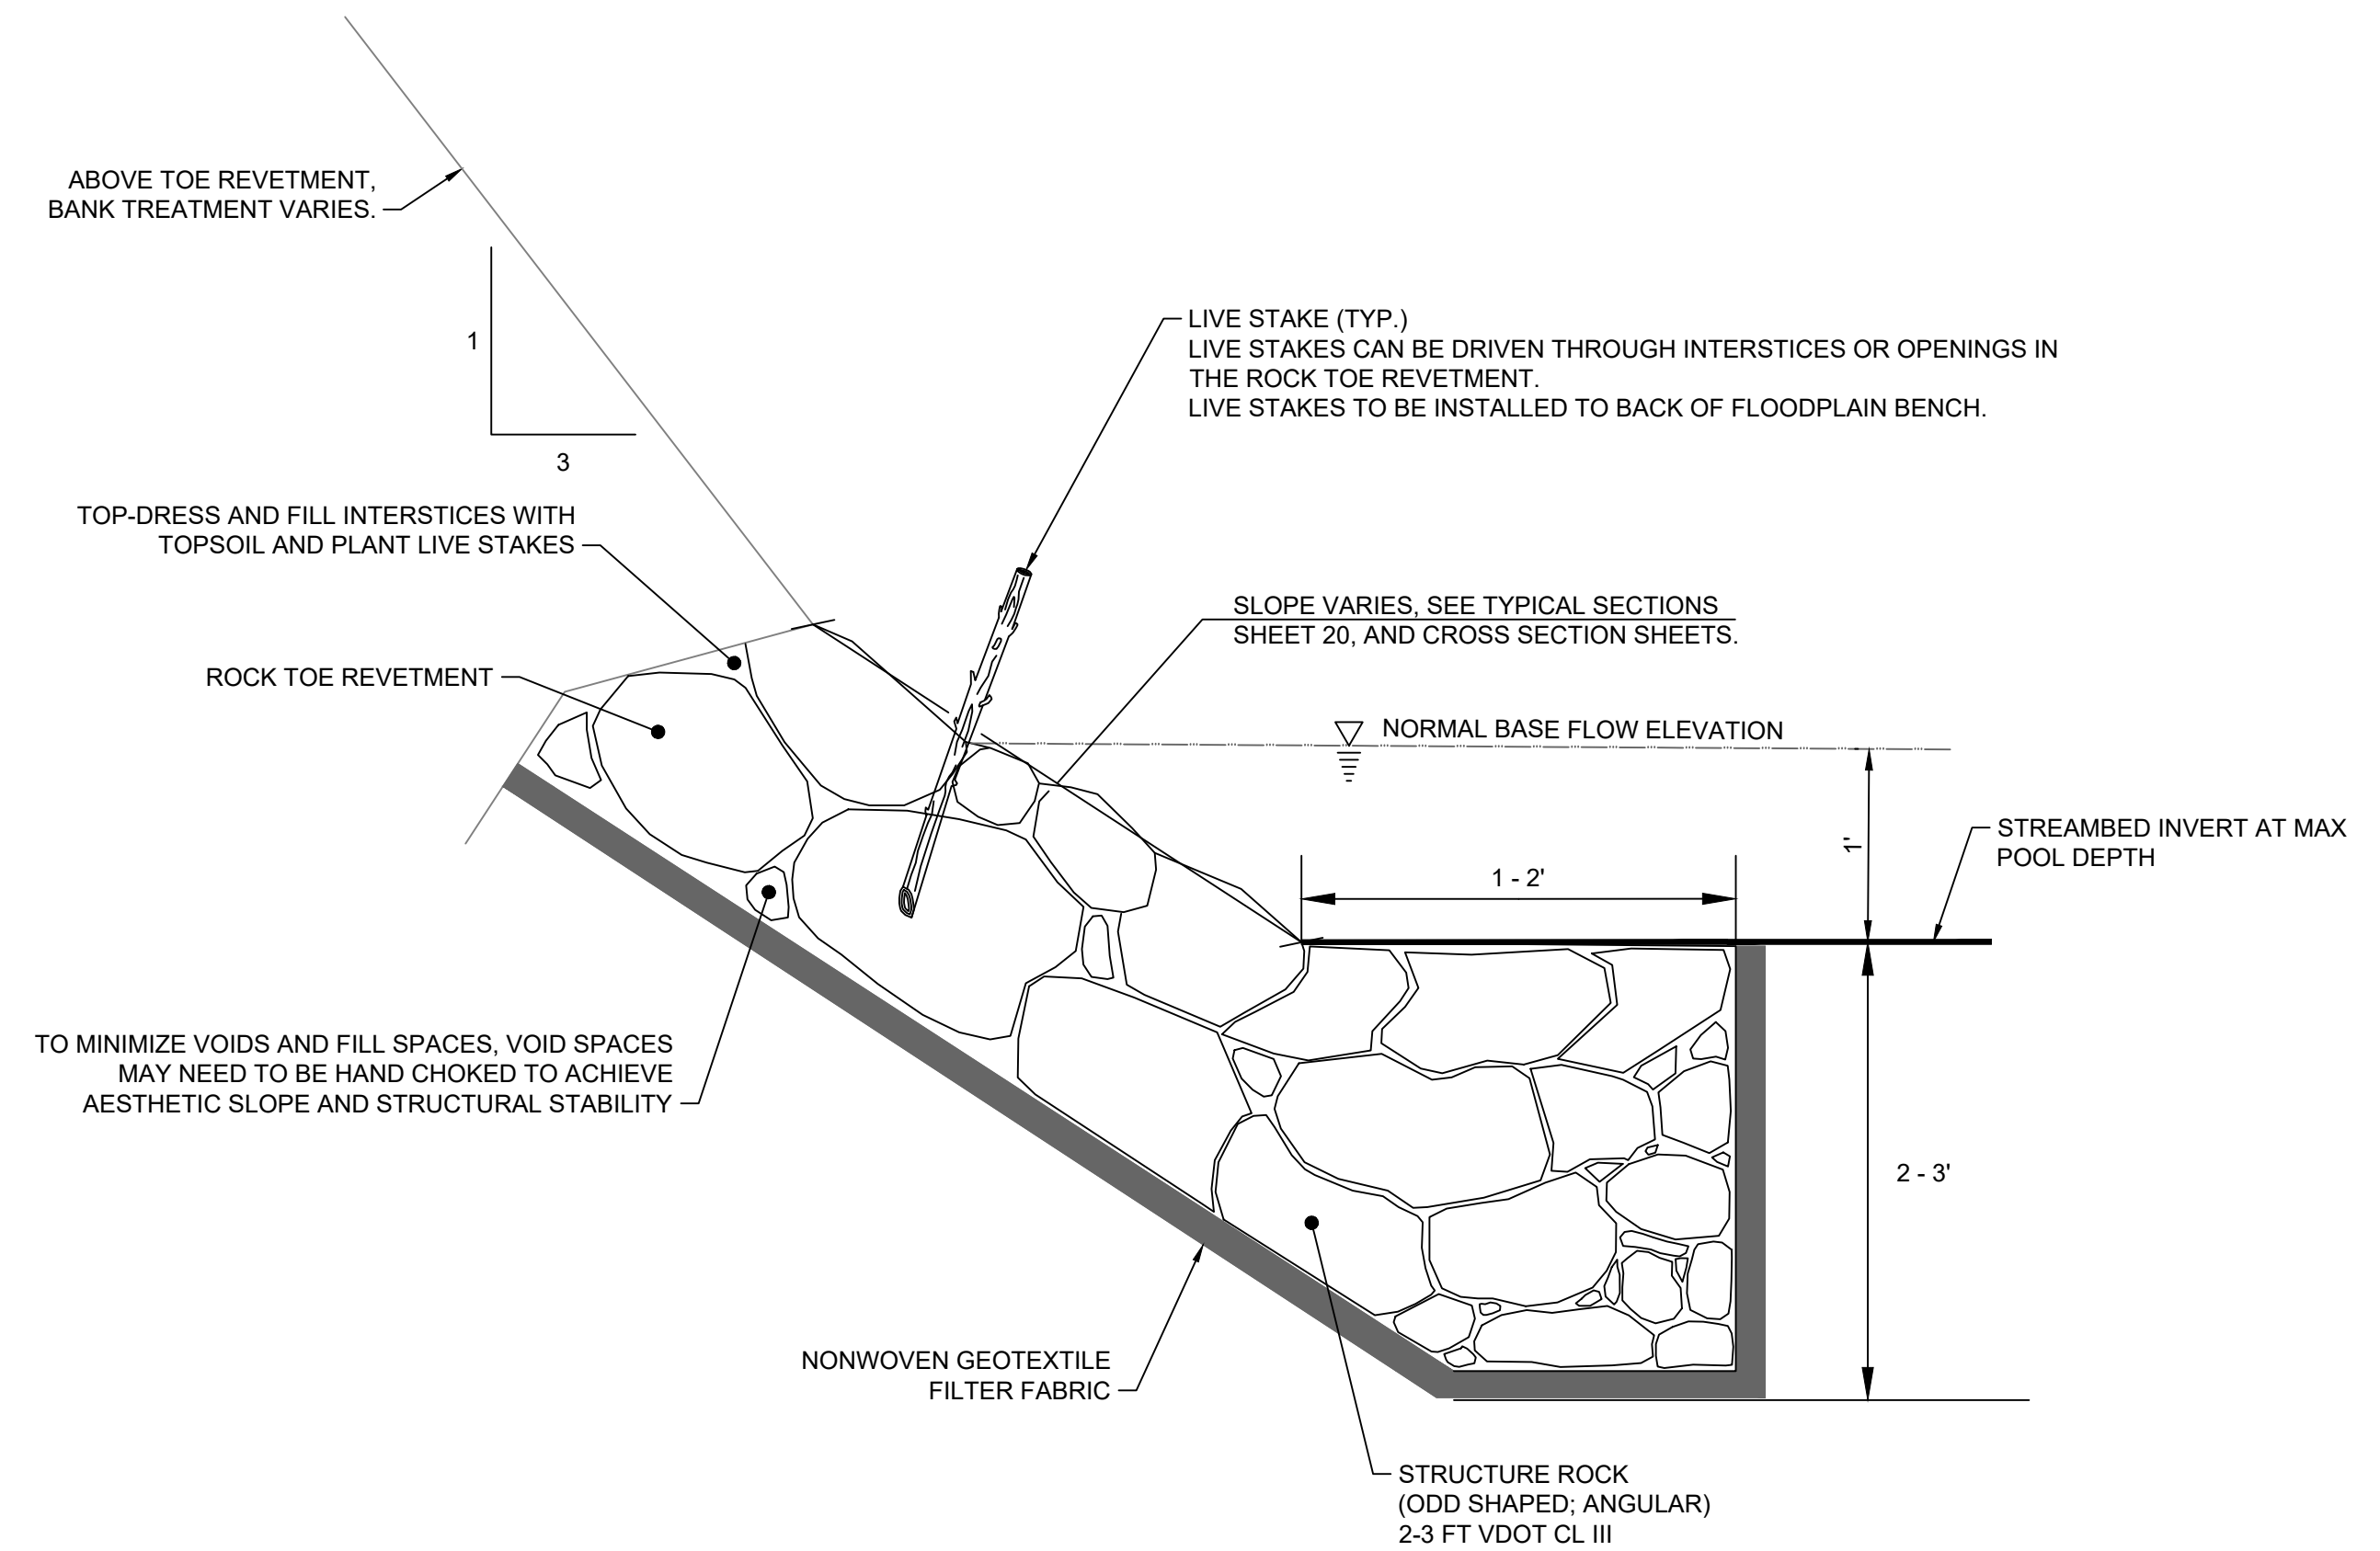 ABOVE TOE REVETMENT,
BANK TREATMENT VARIES.
1
3
LIVE STAKE (TYP.)
LIVE STAKES CAN BE DRIVEN THROUGH INTERSTICES OR OPENINGS IN
THE ROCK TOE REVETMENT.
LIVE STAKES TO BE INSTALLED TO BACK OF FLOODPLAIN BENCH.
TOP-DRESS AND FILL INTERSTICES WITH
TOPSOIL AND PLANT LIVE STAKES
SLOPE VARIES, SEE TYPICAL SECTIONS
SHEET 20, AND CROSS SECTION SHEETS.
ROCK TOE REVETMENT
NORMAL BASE FLOW ELEVATION
1'
STREAMBED INVERT AT MAX
POOL DEPTH
1 - 2'
TO MINIMIZE VOIDS AND FILL SPACES, VOID SPACES
MAY NEED TO BE HAND CHOKED TO ACHIEVE
AESTHETIC SLOPE AND STRUCTURAL STABILITY
2 - 3'
NONWOVEN GEOTEXTILE
FILTER FABRIC
STRUCTURE ROCK
(ODD SHAPED; ANGULAR)
2-3 FT VDOT CL III